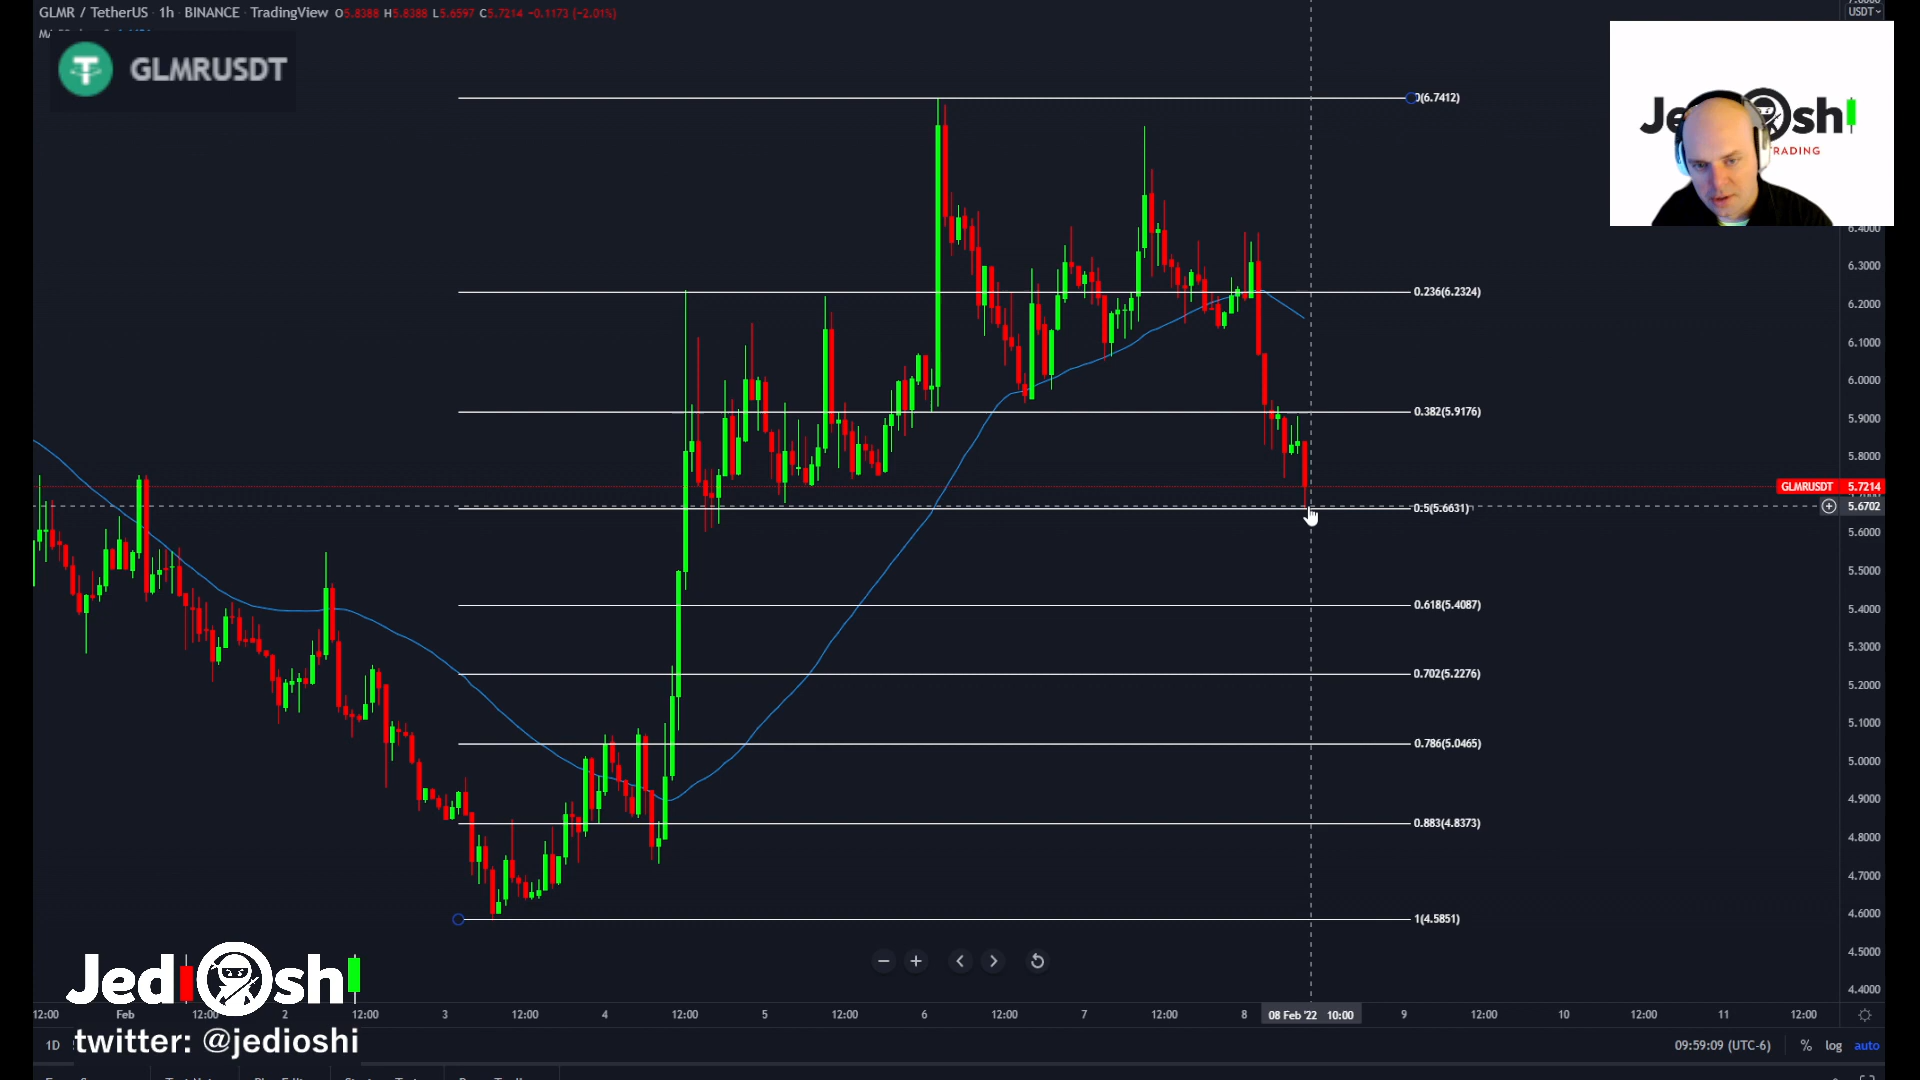 GLMR / TetherUS · 1h · BINANCE · TradingView O5.8388 H5.8388 L5.6597 C5.7214 −0.1173 (−2.01%)
USDT
GLMRUSDT
JediOshi
TRADING
0(6.7412)
6.4000
6.3000
0.236(6.2324)
6.2000
6.1000
6.0000
0.382(5.9176)
5.9000
5.8000
GLMRUSDT 5.7214
0.5(5.6631)
5.6702
5.6000
5.5000
0.618(5.4087)
5.4000
5.3000
0.702(5.2276)
5.2000
5.1000
0.786(5.0465)
5.0000
4.9000
0.883(4.8373)
4.8000
4.7000
1(4.5851)
4.6000
4.5000
4.4000
JediOshi
12:00 Feb 12:00 2 12:00 3 12:00 4 12:00 5 12:00 6 12:00 7 12:00 8 08 Feb '22 10:00 9 12:00 10 12:00 11 12:00
twitter: @jedioshi
1D
09:59:09 (UTC-6) % log auto